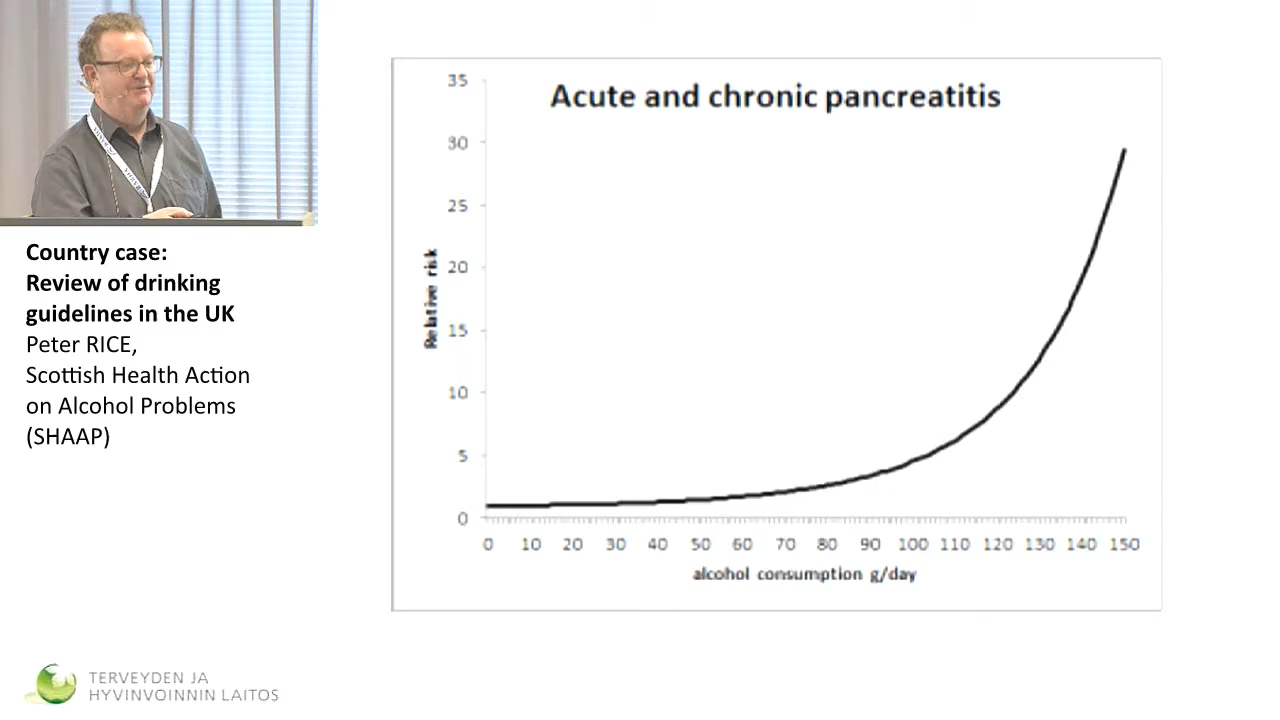 Acute and chronic pancreatitis
35
30
25
20
15
10
5
0
Relative risk
0 10 20 30 40 50 60 70 80 90 100 110 120 130 140 150
alcohol consumption g/day
Country case:
Review of drinking
guidelines in the UK
Peter RICE,
Scottish Health Action
on Alcohol Problems
(SHAAP)
TERVEYDEN JA
HYVINVOINNIN LAITOS